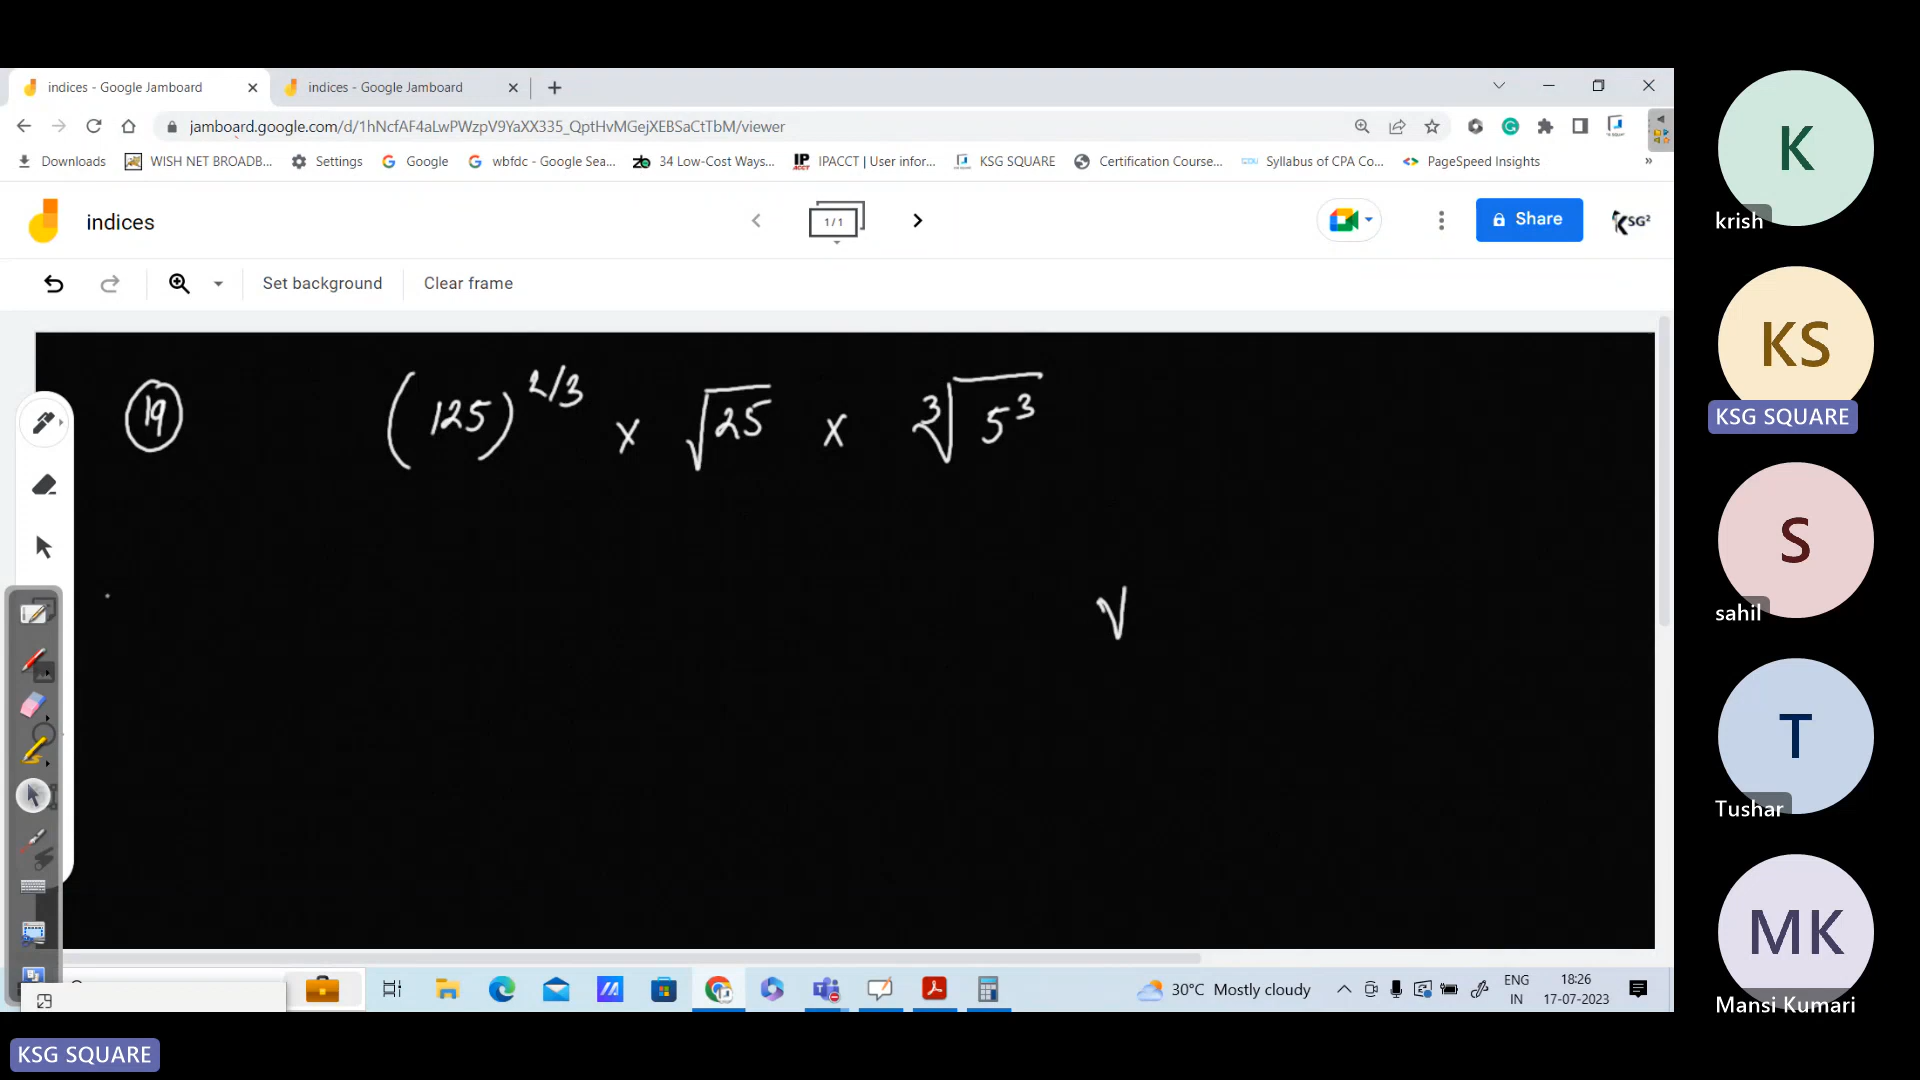 indices - Google Jamboard
indices - Google Jamboard
jamboard.google.com/d/1hNcfAF4aLwPWzpV9YaXX335_QptHvMGejXEBSaCtTbM/viewer
Downloads WISH NET BROADB... Settings Google wbfdc - Google Sea... 34 Low-Cost Ways... IPACCT | User infor... KSG SQUARE Certification Course... Syllabus of CPA Co... PageSpeed Insights »
indices
1 / 1
Share
KSG²
Set background
Clear frame
19 (125)^2/3 x √25 x ³√5³
√
30°C Mostly cloudy
ENG
IN
18:26
17-07-2023
K
krish
KS
KSG SQUARE
S
sahil
T
Tushar
MK
Mansi Kumari
KSG SQUARE